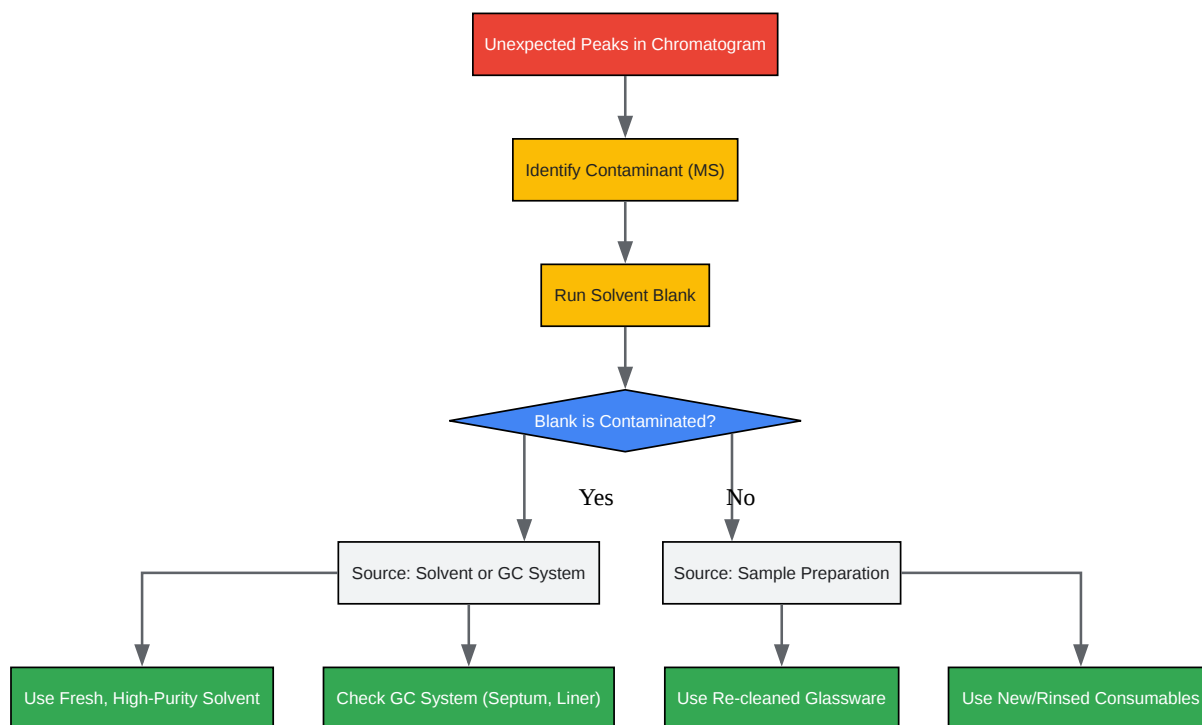 Unexpected Peaks in Chromatogram
Identify Contaminant (MS)
Run Solvent Blank
Blank is Contaminated?
Yes
No
Source: Solvent or GC System
Source: Sample Preparation
Use Fresh, High-Purity Solvent
Check GC System (Septum, Liner)
Use Re-cleaned Glassware
Use New/Rinsed Consumables